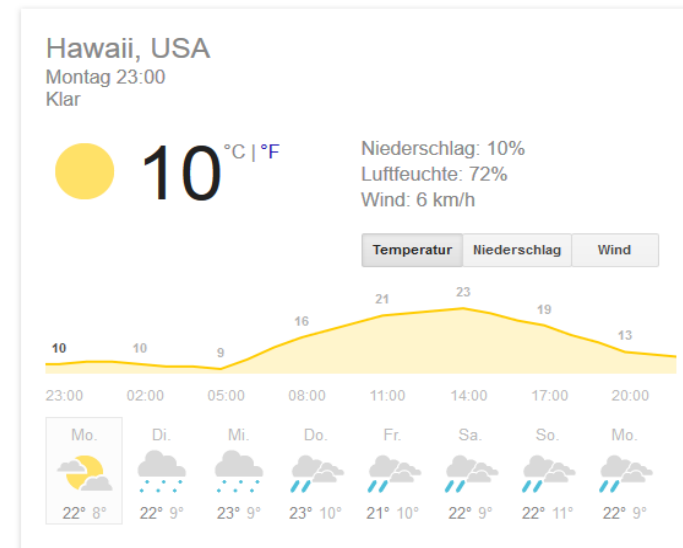 Hawaii, USA
Montag 23:00
Klar
10 °C | °F
Niederschlag: 10%
Luftfeuchte: 72%
Wind: 6 km/h
Temperatur Niederschlag Wind
10 10 9 16 21 23 19 13
23:00 02:00 05:00 08:00 11:00 14:00 17:00 20:00
Mo. Di. Mi. Do. Fr. Sa. So. Mo.
22° 8° 22° 9° 23° 9° 23° 10° 21° 10° 22° 9° 22° 11° 22° 9°